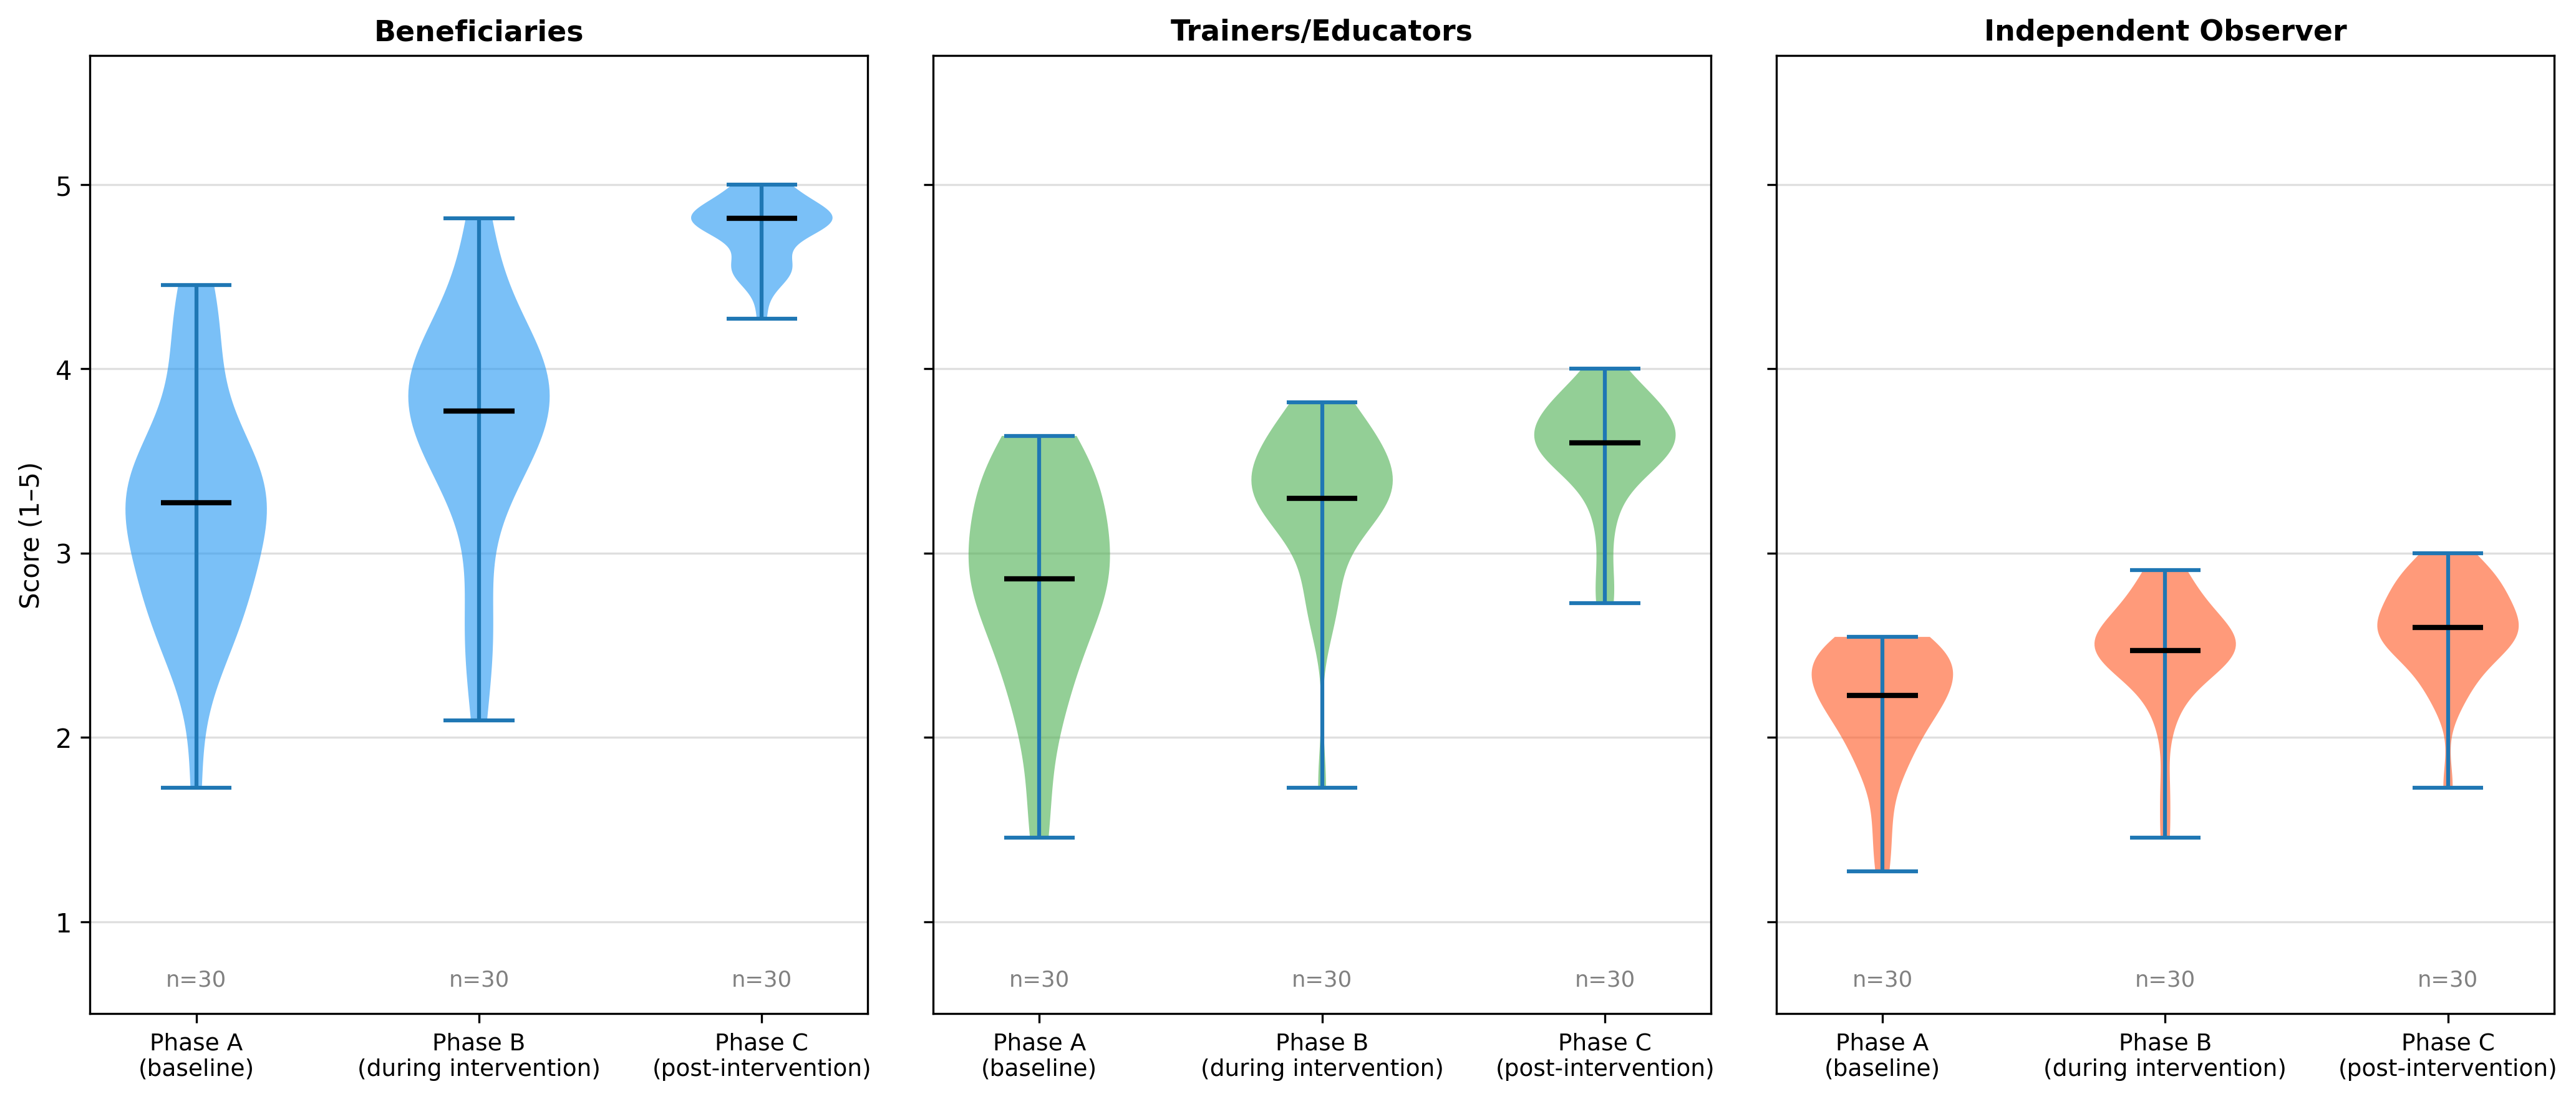 Beneficiaries
Trainers/Educators
Independent Observer
Score (1–5)
5
4
3
2
1
n=30
n=30
n=30
n=30
n=30
n=30
n=30
n=30
n=30
Phase A
(baseline)
Phase B
(during intervention)
Phase C
(post-intervention)
Phase A
(baseline)
Phase B
(during intervention)
Phase C
(post-intervention)
Phase A
(baseline)
Phase B
(during intervention)
Phase C
(post-intervention)